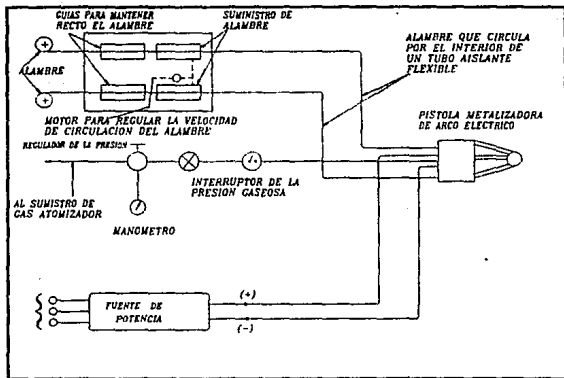 GUIAS PARA MANTENER
RECTO EL ALAMBRE
SUMINISTRO DE
ALAMBRE
ALAMBRE
ALAMBRE QUE CIRCULA
POR EL INTERIOR DE
UN TUBO AISLANTE
FLEXIBLE
MOTOR PARA REGULAR LA VELOCIDAD
DE CIRCULACION DEL ALAMBRE
PISTOLA METALIZADORA
DE ARCO ELECTRICO
REGULADOR DE LA PRESION
INTERRUPTOR DE LA
PRESION GASEOSA
AL SUMISTRO DE
GAS ATOMIZADOR
MANOMETRO
FUENTE DE
POTENCIA
(+)
(-)